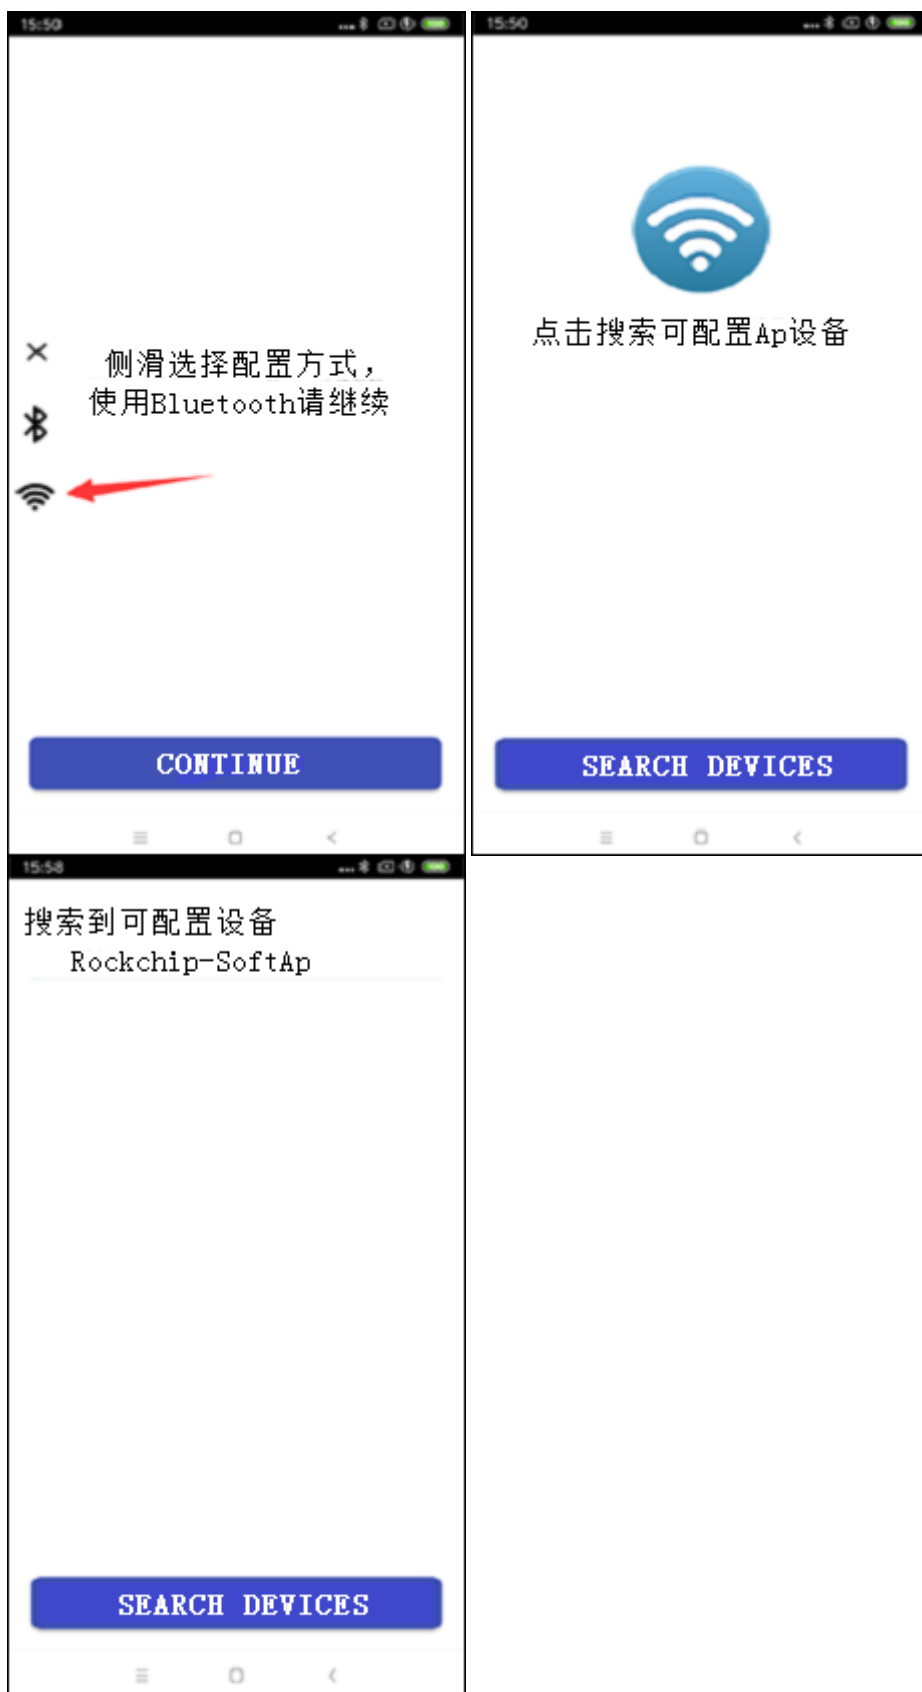 15:50
侧滑选择配置方式，
使用Bluetooth请继续
CONTINUE
15:50
点击搜索可配置Ap设备
SEARCH DEVICES
15:58
搜索到可配置设备
Rockchip-SoftAp
SEARCH DEVICES